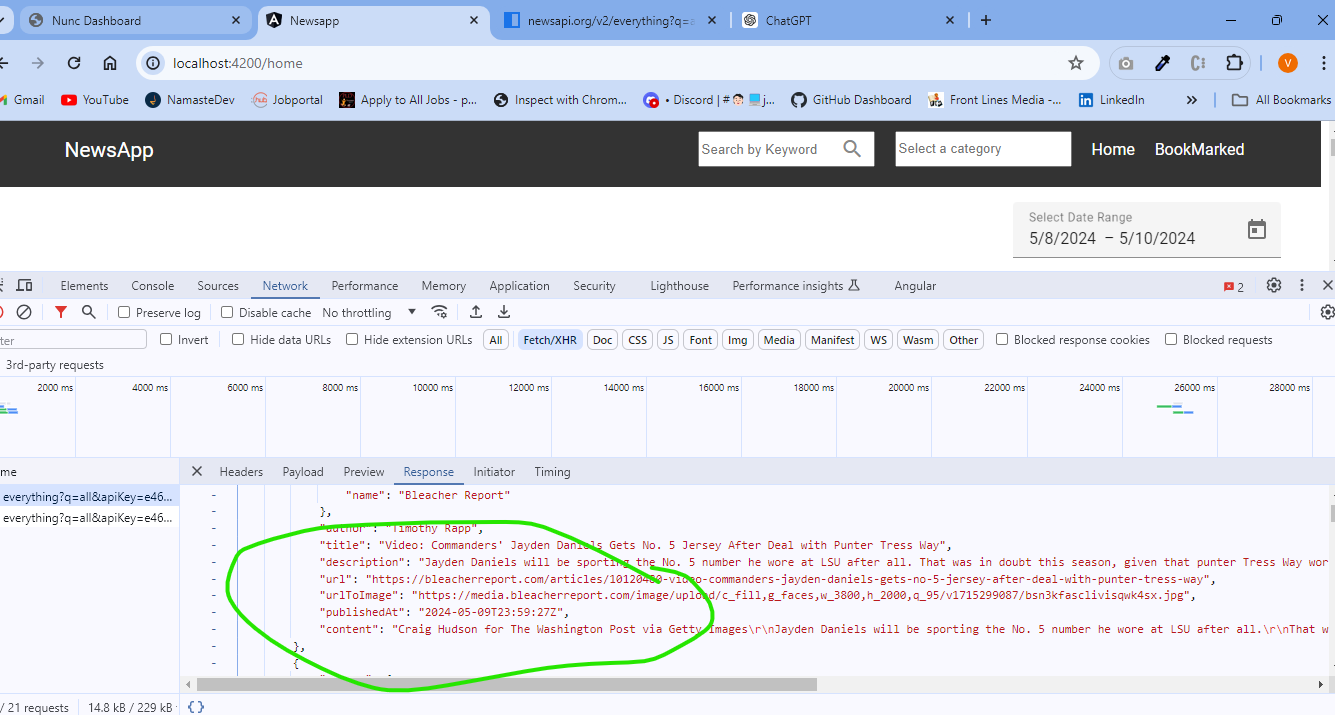 Nunc Dashboard
Newsapp
newsapi.org/v2/everything?q=a
ChatGPT
localhost:4200/home
V
Gmail
YouTube
NamasteDev
Jobportal
Apply to All Jobs - p...
Inspect with Chrom...
• Discord | #
j...
GitHub Dashboard
Front Lines Media -...
LinkedIn
»
All Bookmarks
NewsApp
Search by Keyword
Select a category
Home
BookMarked
Select Date Range
5/8/2024 – 5/10/2024
Elements
Console
Sources
Network
Performance
Memory
Application
Security
Lighthouse
Performance insights
Angular
2
Preserve log
Disable cache
No throttling
ter
Invert
Hide data URLs
Hide extension URLs
All
Fetch/XHR
Doc
CSS
JS
Font
Img
Media
Manifest
WS
Wasm
Other
Blocked response cookies
Blocked requests
3rd-party requests
2000 ms
4000 ms
6000 ms
8000 ms
10000 ms
12000 ms
14000 ms
16000 ms
18000 ms
20000 ms
22000 ms
24000 ms
26000 ms
28000 ms
me
Headers
Payload
Preview
Response
Initiator
Timing
everything?q=all&apiKey=e46...
everything?q=all&apiKey=e46...
"name": "Bleacher Report"
},
"author": "Timothy Rapp",
"title": "Video: Commanders' Jayden Daniels Gets No. 5 Jersey After Deal with Punter Tress Way",
"description": "Jayden Daniels will be sporting the No. 5 number he wore at LSU after all. That was in doubt this season, given that punter Tress Way wor
"url": "https://bleacherreport.com/articles/10120400-video-commanders-jayden-daniels-gets-no-5-jersey-after-deal-with-punter-tress-way",
"urlToImage": "https://media.bleacherreport.com/image/upload/c_fill,g_faces,w_3800,h_2000,q_95/v1715299087/bsn3kfasclivisqwk4sx.jpg",
"publishedAt": "2024-05-09T23:59:27Z",
"content": "Craig Hudson for The Washington Post via Getty Images\r\nJayden Daniels will be sporting the No. 5 number he wore at LSU after all.\r\nThat w
},
{
/ 21 requests
14.8 kB / 229 kB
{}